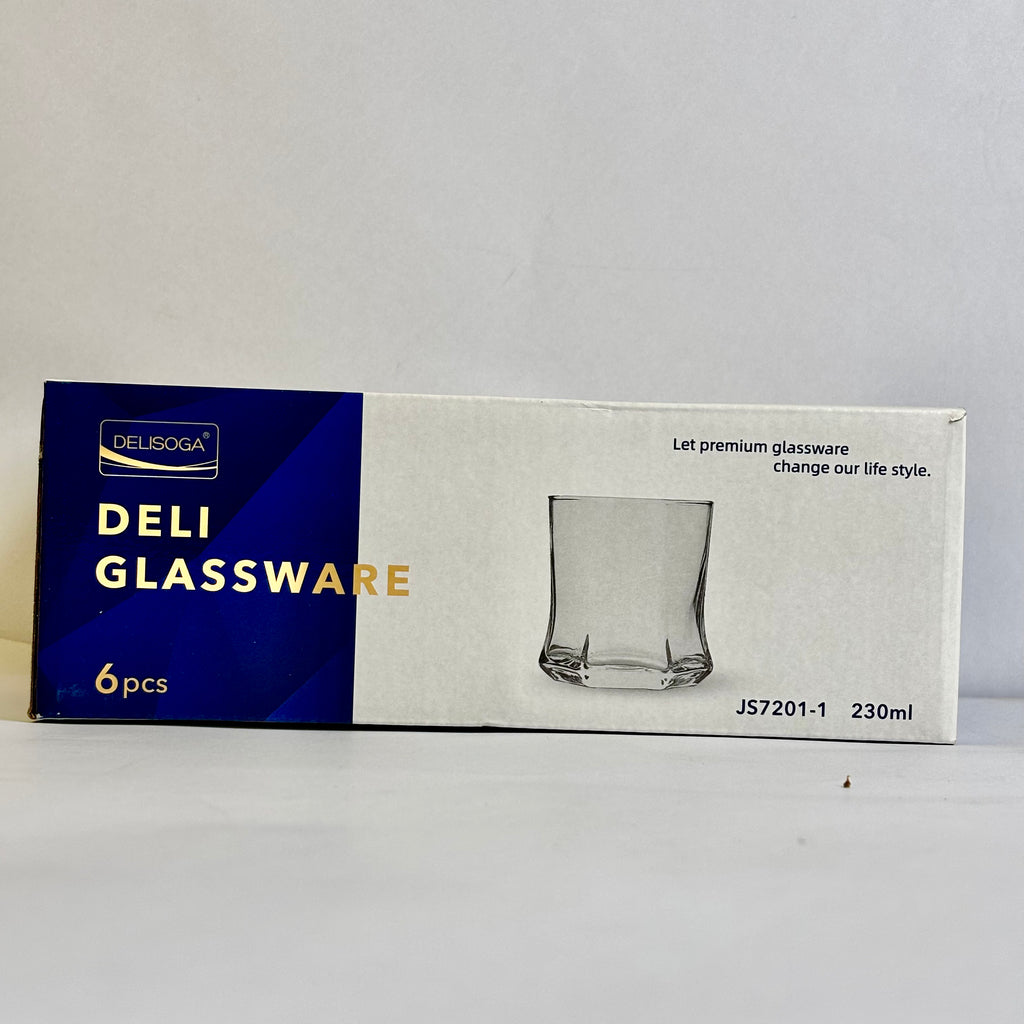 DELISOGA®
DELI
GLASSWARE
6pcs
Let premium glassware
change our life style.
JS7201-1 230ml